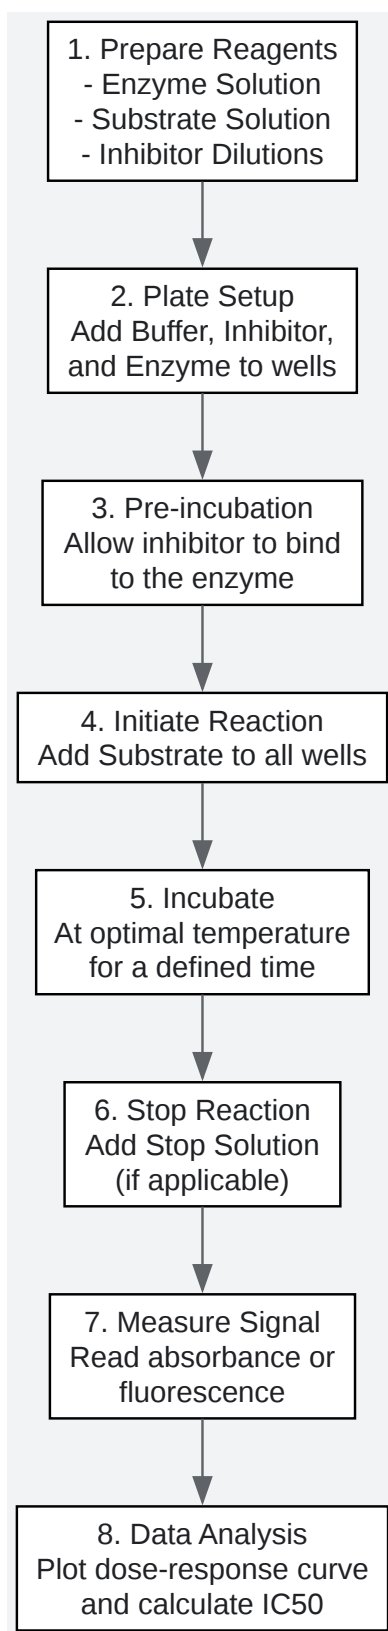 1. Prepare Reagents
- Enzyme Solution
- Substrate Solution
- Inhibitor Dilutions
2. Plate Setup
Add Buffer, Inhibitor,
and Enzyme to wells
3. Pre-incubation
Allow inhibitor to bind
to the enzyme
4. Initiate Reaction
Add Substrate to all wells
5. Incubate
At optimal temperature
for a defined time
6. Stop Reaction
Add Stop Solution
(if applicable)
7. Measure Signal
Read absorbance or
fluorescence
8. Data Analysis
Plot dose-response curve
and calculate IC50